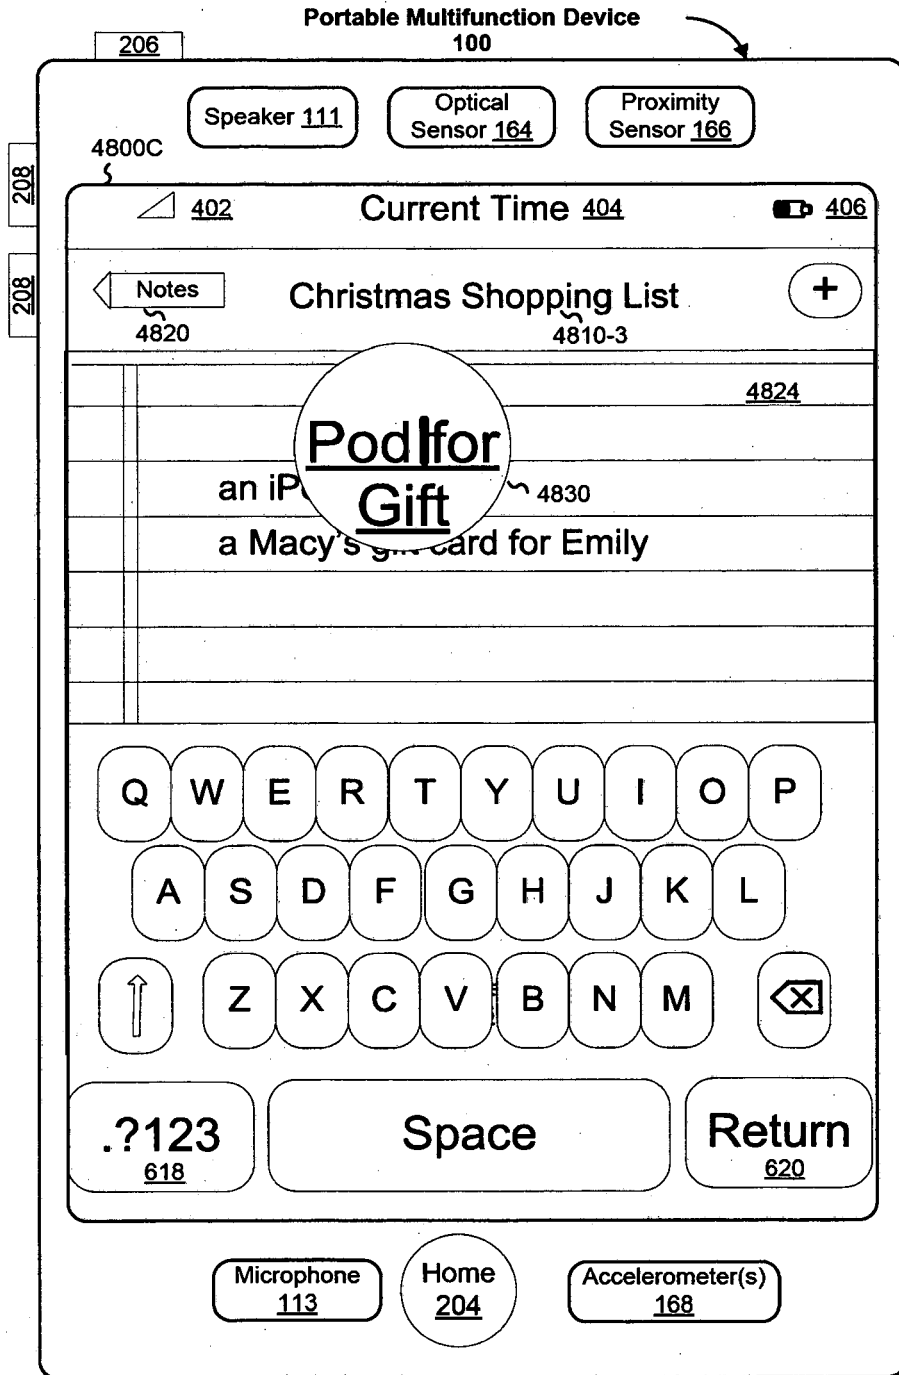 Portable Multifunction Device
100
206
Speaker 111
Optical
Sensor 164
Proximity
Sensor 166
208
208
4800C
402
Current Time 404
406
Notes
4820
Christmas Shopping List
4810-3
+
4824
Pod for
Gift
4830
an iP
a Macy's card for Emily
Q W E R T Y U I O P
A S D F G H J K L
Z X C V B N M
.?123
618
Space
Return
620
Microphone
113
Home
204
Accelerometer(s)
168